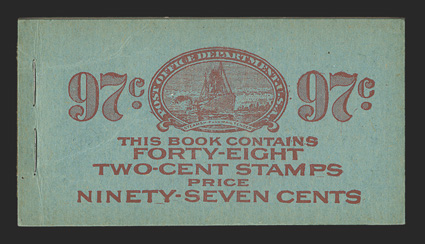 POST OFFICE DEPARTMENT U.S.A.
97¢ 97¢
THIS BOOK CONTAINS
FORTY-EIGHT
TWO-CENT STAMPS
PRICE
NINETY-SEVEN CENTS